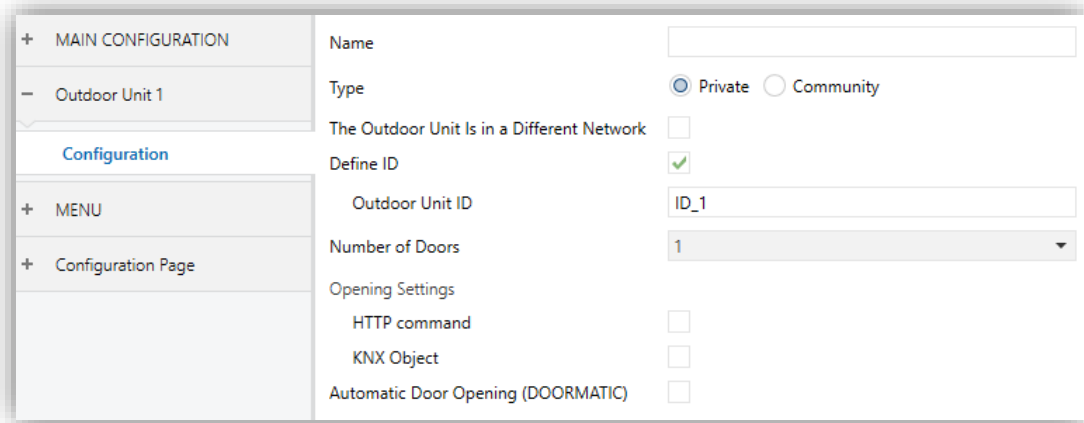 + MAIN CONFIGURATION
− Outdoor Unit 1
Configuration
+ MENU
+ Configuration Page
Name
Type Private Community
The Outdoor Unit Is in a Different Network
Define ID
Outdoor Unit ID ID_1
Number of Doors 1
Opening Settings
HTTP command
KNX Object
Automatic Door Opening (DOORMATIC)